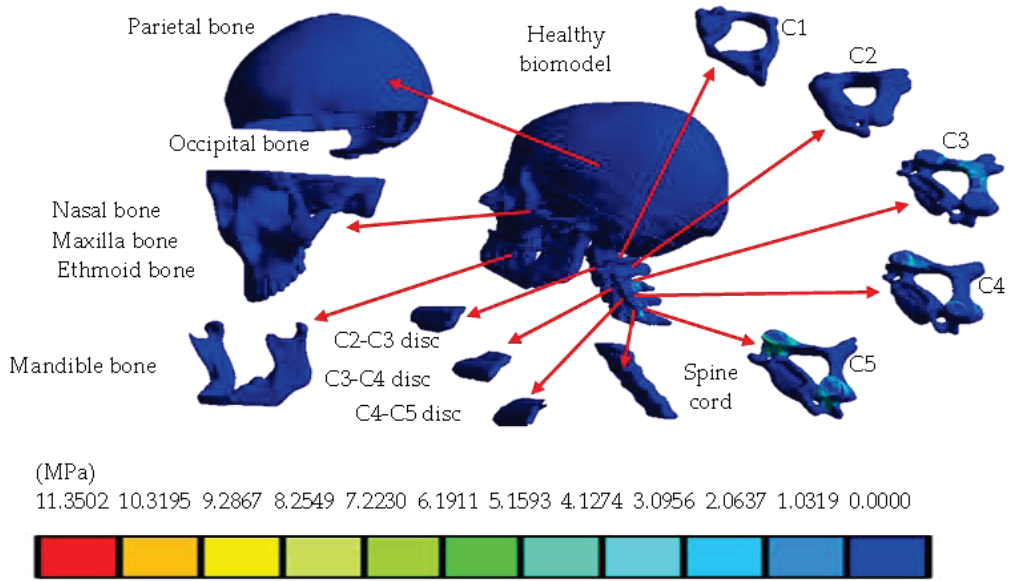 Parietal bone
Healthy
biomodel
C1
C2
C3
C4
C5
Occipital bone
Nasal bone
Maxilla bone
Ethmoid bone
Mandible bone
C2-C3 disc
C3-C4 disc
C4-C5 disc
Spine
cord
(MPa)
11.3502 10.3195 9.2867 8.2549 7.2230 6.1911 5.1593 4.1274 3.0956 2.0637 1.0319 0.0000